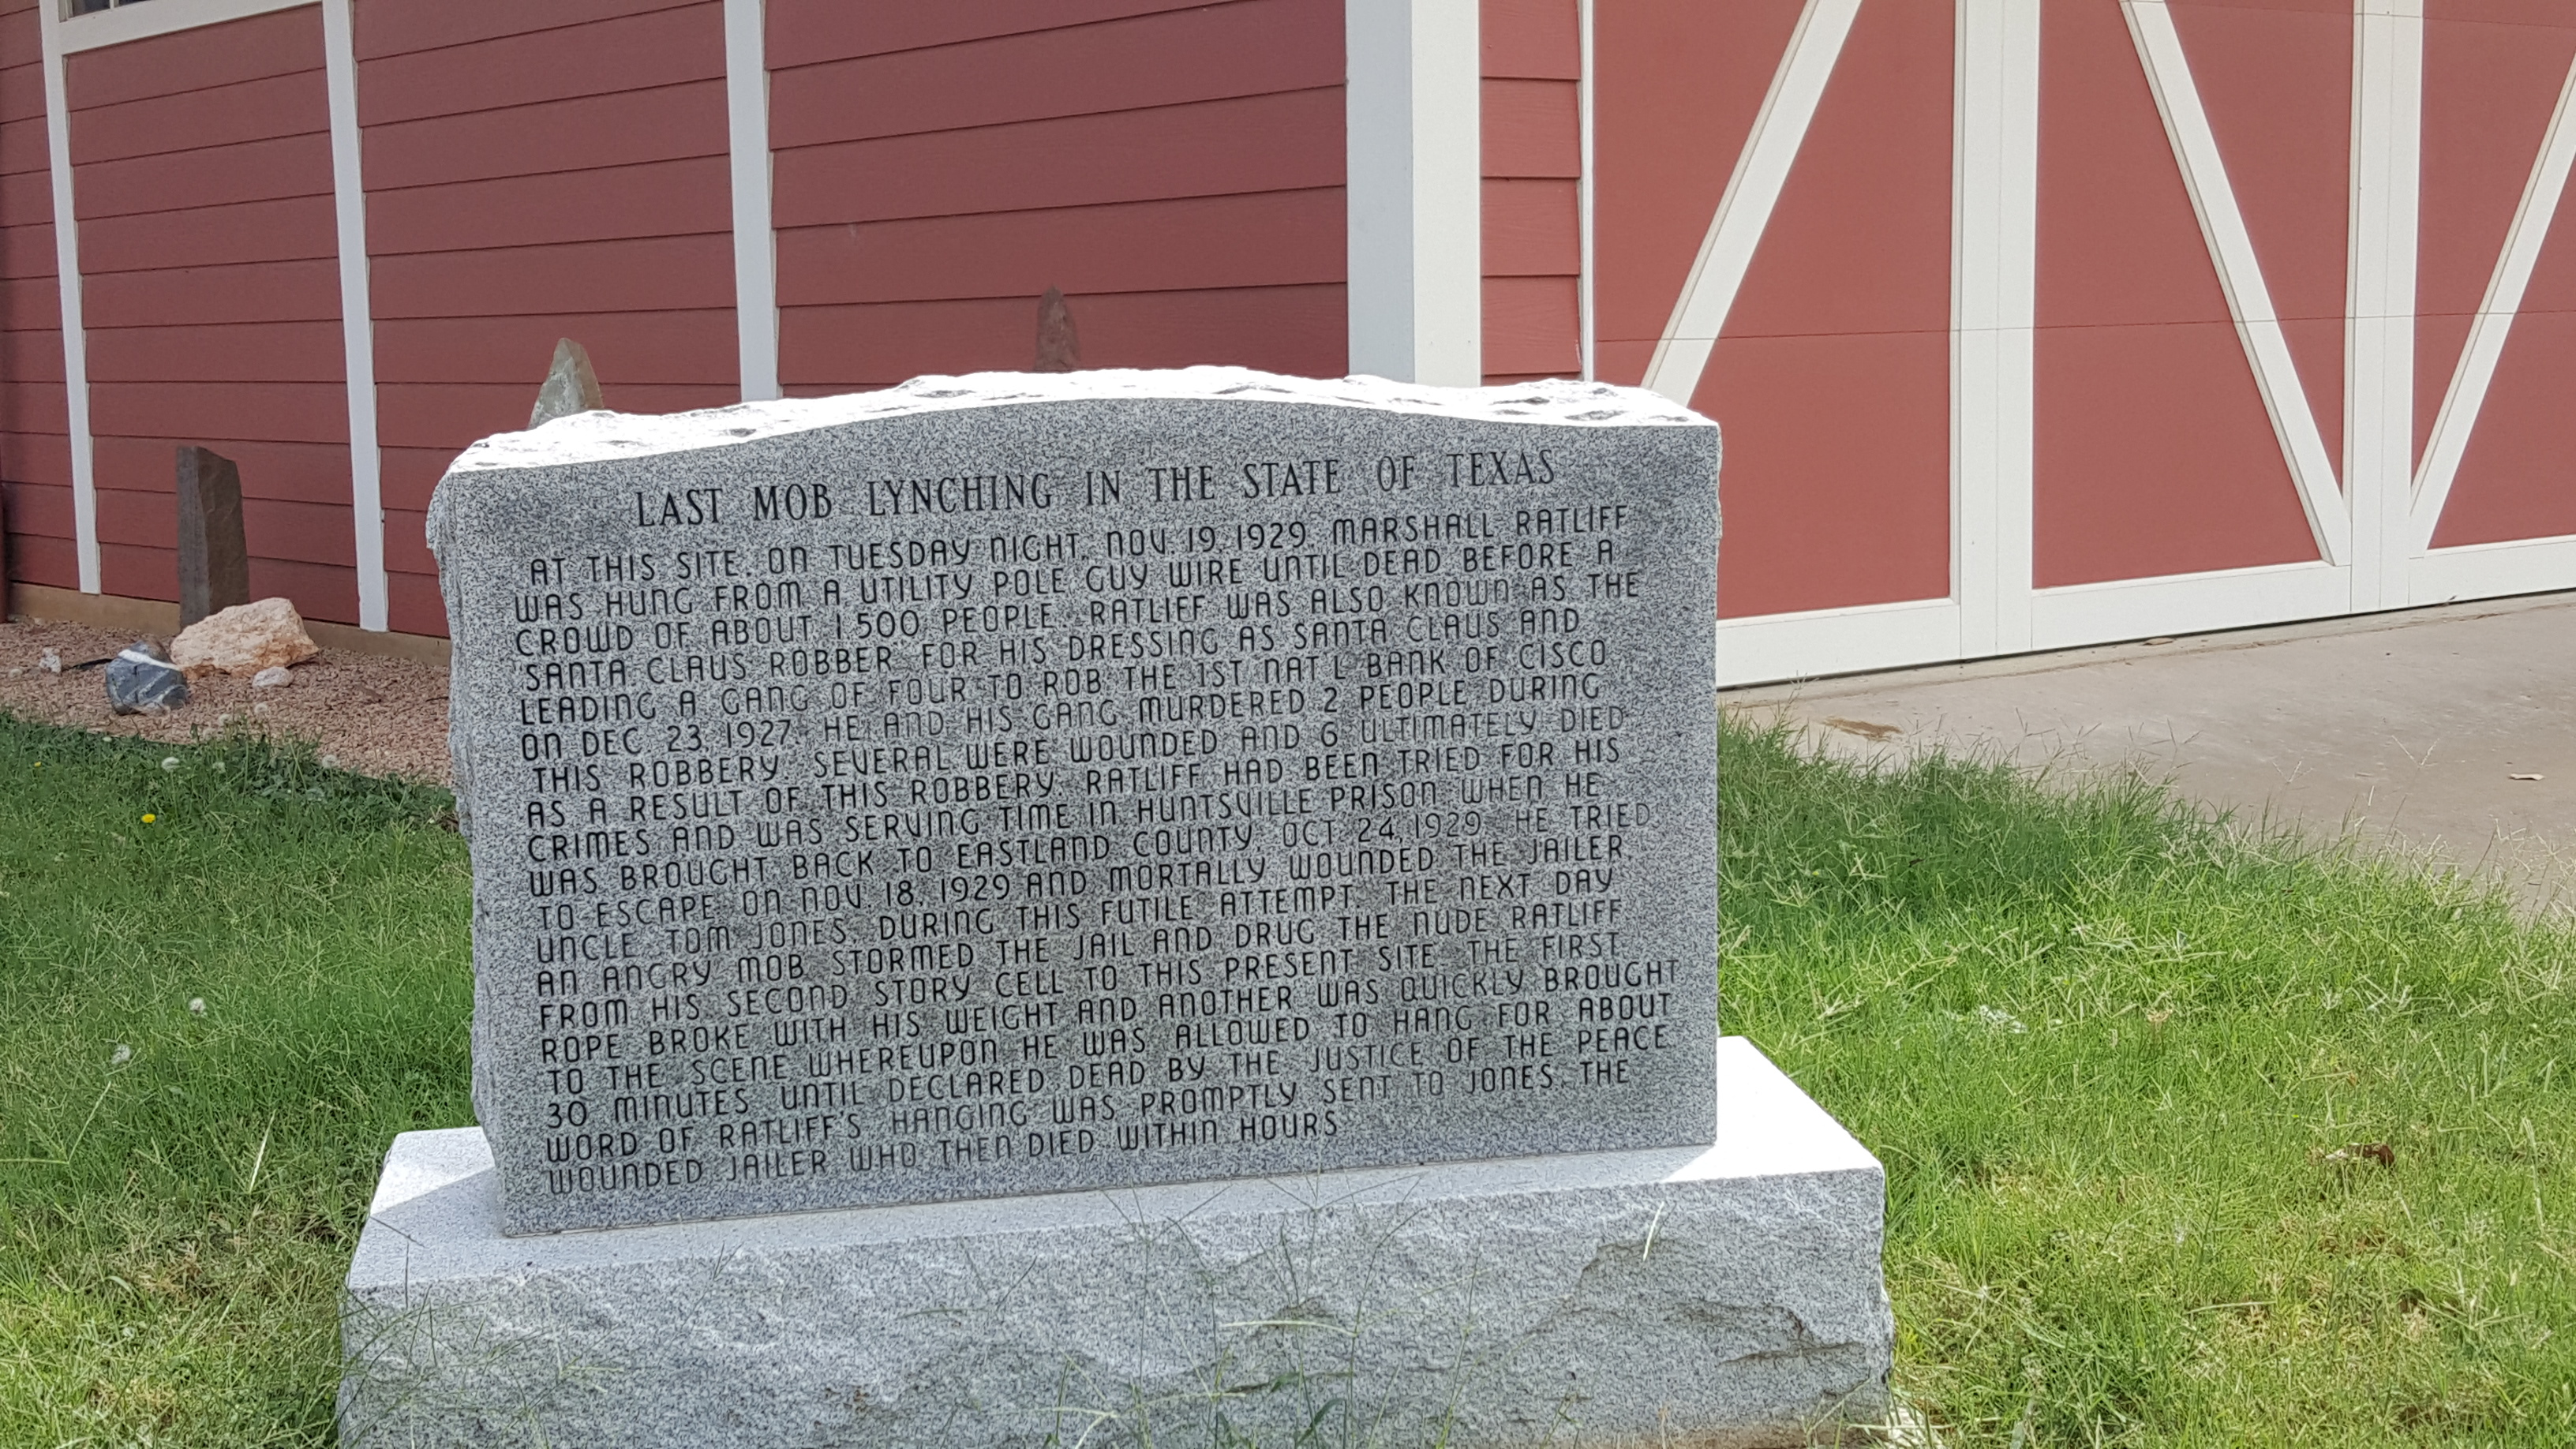 LAST MOB LYNCHING IN THE STATE OF TEXAS
AT THIS SITE, ON TUESDAY NIGHT, NOV. 19, 1929, MARSHALL RATLIFF
WAS HUNG FROM A UTILITY POLE GUY WIRE UNTIL DEAD BEFORE A
CROWD OF ABOUT 1,500 PEOPLE. RATLIFF WAS ALSO KNOWN AS THE
"SANTA CLAUS ROBBER" FOR HIS DRESSING AS SANTA CLAUS AND
LEADING A GANG OF FOUR TO ROB THE 1ST NAT'L BANK OF CISCO
ON DEC. 23, 1927. HE AND HIS GANG MURDERED 2 PEOPLE DURING
THIS ROBBERY. SEVERAL WERE WOUNDED AND 6 ULTIMATELY DIED
AS A RESULT OF THIS ROBBERY. RATLIFF HAD BEEN TRIED FOR HIS
CRIMES AND WAS SERVING TIME IN HUNTSVILLE PRISON WHEN HE
WAS BROUGHT BACK TO EASTLAND COUNTY OCT. 24, 1929. HE TRIED
TO ESCAPE ON NOV. 18, 1929 AND MORTALLY WOUNDED THE JAILER,
UNCLE TOM JONES, DURING THIS FUTILE ATTEMPT. THE NEXT DAY
AN ANGRY MOB STORMED THE JAIL AND DRUG THE NUDE RATLIFF
FROM HIS SECOND STORY CELL TO THIS PRESENT SITE. THE FIRST
ROPE BROKE WITH HIS WEIGHT AND ANOTHER WAS QUICKLY BROUGHT
TO THE SCENE WHEREUPON HE WAS ALLOWED TO HANG FOR ABOUT
30 MINUTES UNTIL DECLARED DEAD BY THE JUSTICE OF THE PEACE.
WORD OF RATLIFF'S HANGING WAS PROMPTLY SENT TO JONES, THE
WOUNDED JAILER WHO THEN DIED WITHIN HOURS.